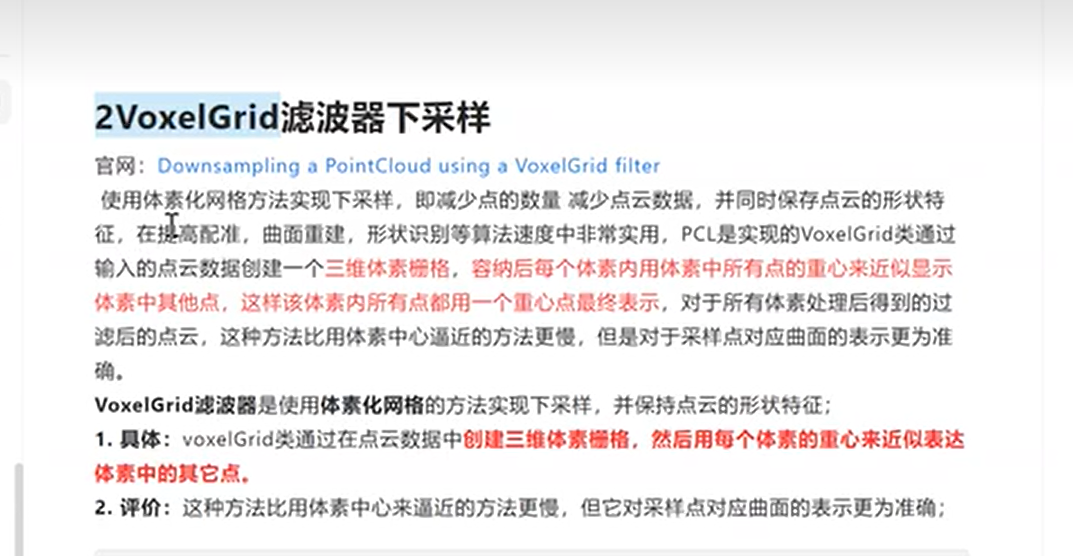 2VoxelGrid滤波器下采样
官网：Downsampling a PointCloud using a VoxelGrid filter
使用体素化网格方法实现下采样，即减少点的数量 减少点云数据，并同时保存点云的形状特
征，在提高配准，曲面重建，形状识别等算法速度中非常实用，PCL是实现的VoxelGrid类通过
输入的点云数据创建一个三维体素栅格，容纳后每个体素内用体素中所有点的重心来近似显示
体素中其他点，这样该体素内所有点都用一个重心点最终表示，对于所有体素处理后得到的过
滤后的点云，这种方法比用体素中心逼近的方法更慢，但是对于采样点对应曲面的表示更为准
确。
VoxelGrid滤波器是使用体素化网格的方法实现下采样，并保持点云的形状特征；
1. 具体：voxelGrid类通过在点云数据中创建三维体素栅格，然后用每个体素的重心来近似表达
体素中的其它点。
2. 评价：这种方法比用体素中心来逼近的方法更慢，但它对采样点对应曲面的表示更为准确；